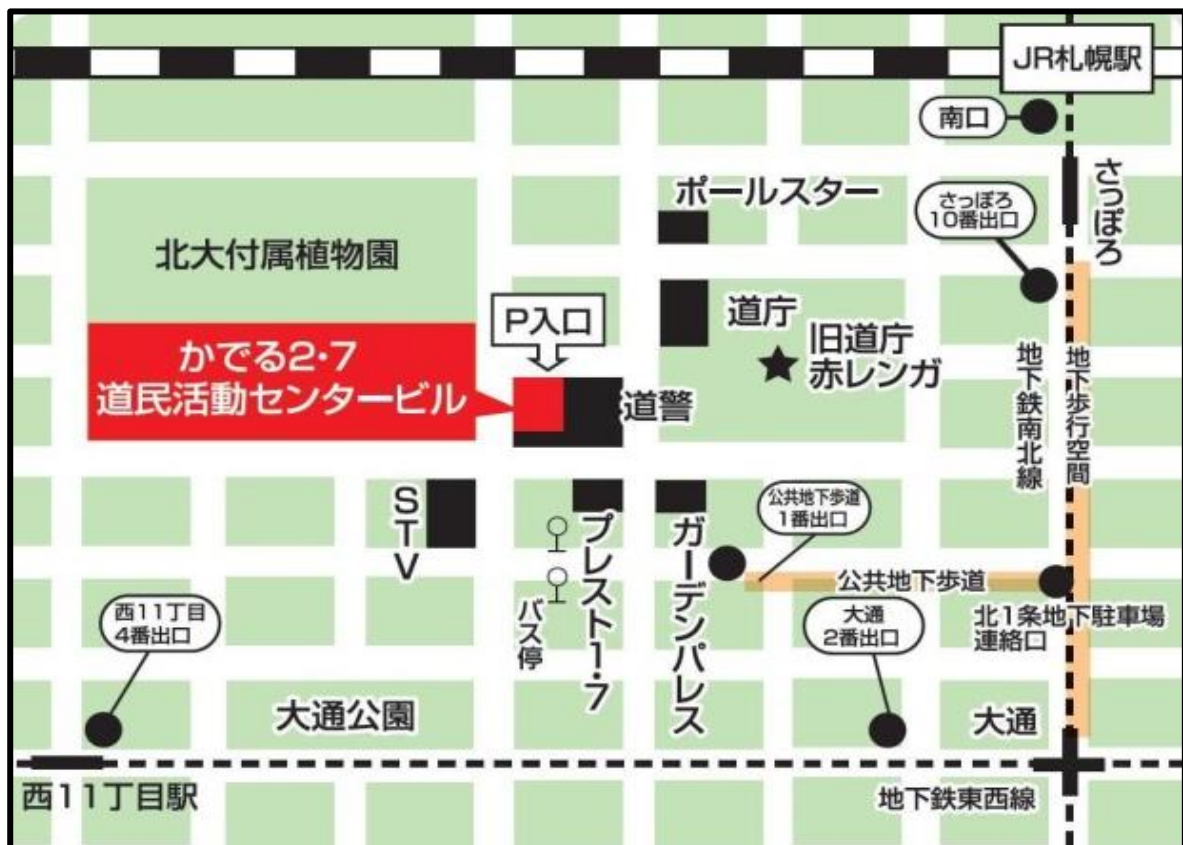 JR札幌駅
南口
さっぽろ
ポールスター
さっぽろ
10番出口
北大付属植物園
P入口
道庁
旧道庁
赤レンガ
かでる2・7
道民活動センタービル
道警
地下鉄南北線
地下歩行空間
STV
プレスト1・7
ガーデンパレス
公共地下歩道
1番出口
バス停
公共地下歩道
西11丁目
4番出口
大通
2番出口
北1条地下駐車場
連絡口
大通公園
大通
西11丁目駅
地下鉄東西線